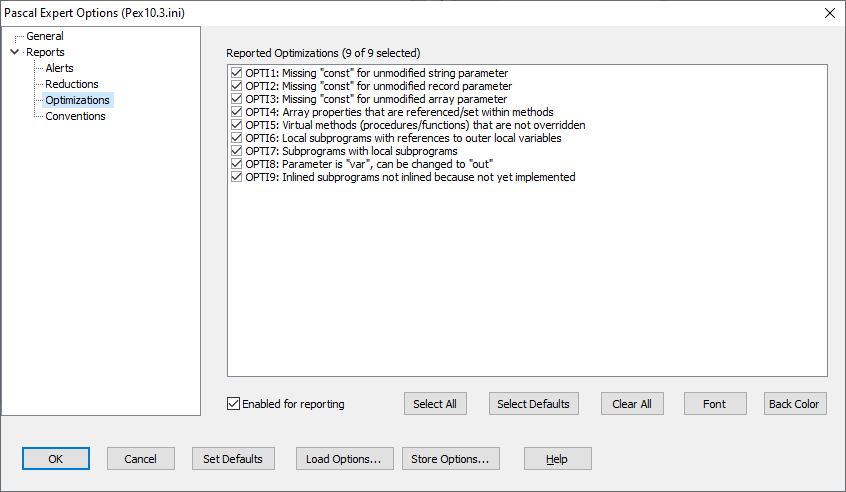 Pascal Expert Options (Pex10.3.ini)
General
Reports
Alerts
Reductions
Optimizations
Conventions
Reported Optimizations (9 of 9 selected)
OPTI1: Missing "const" for unmodified string parameter
OPTI2: Missing "const" for unmodified record parameter
OPTI3: Missing "const" for unmodified array parameter
OPTI4: Array properties that are referenced/set within methods
OPTI5: Virtual methods (procedures/functions) that are not overridden
OPTI6: Local subprograms with references to outer local variables
OPTI7: Subprograms with local subprograms
OPTI8: Parameter is "var", can be changed to "out"
OPTI9: Inlined subprograms not inlined because not yet implemented
Enabled for reporting
Select All
Select Defaults
Clear All
Font
Back Color
OK
Cancel
Set Defaults
Load Options...
Store Options...
Help